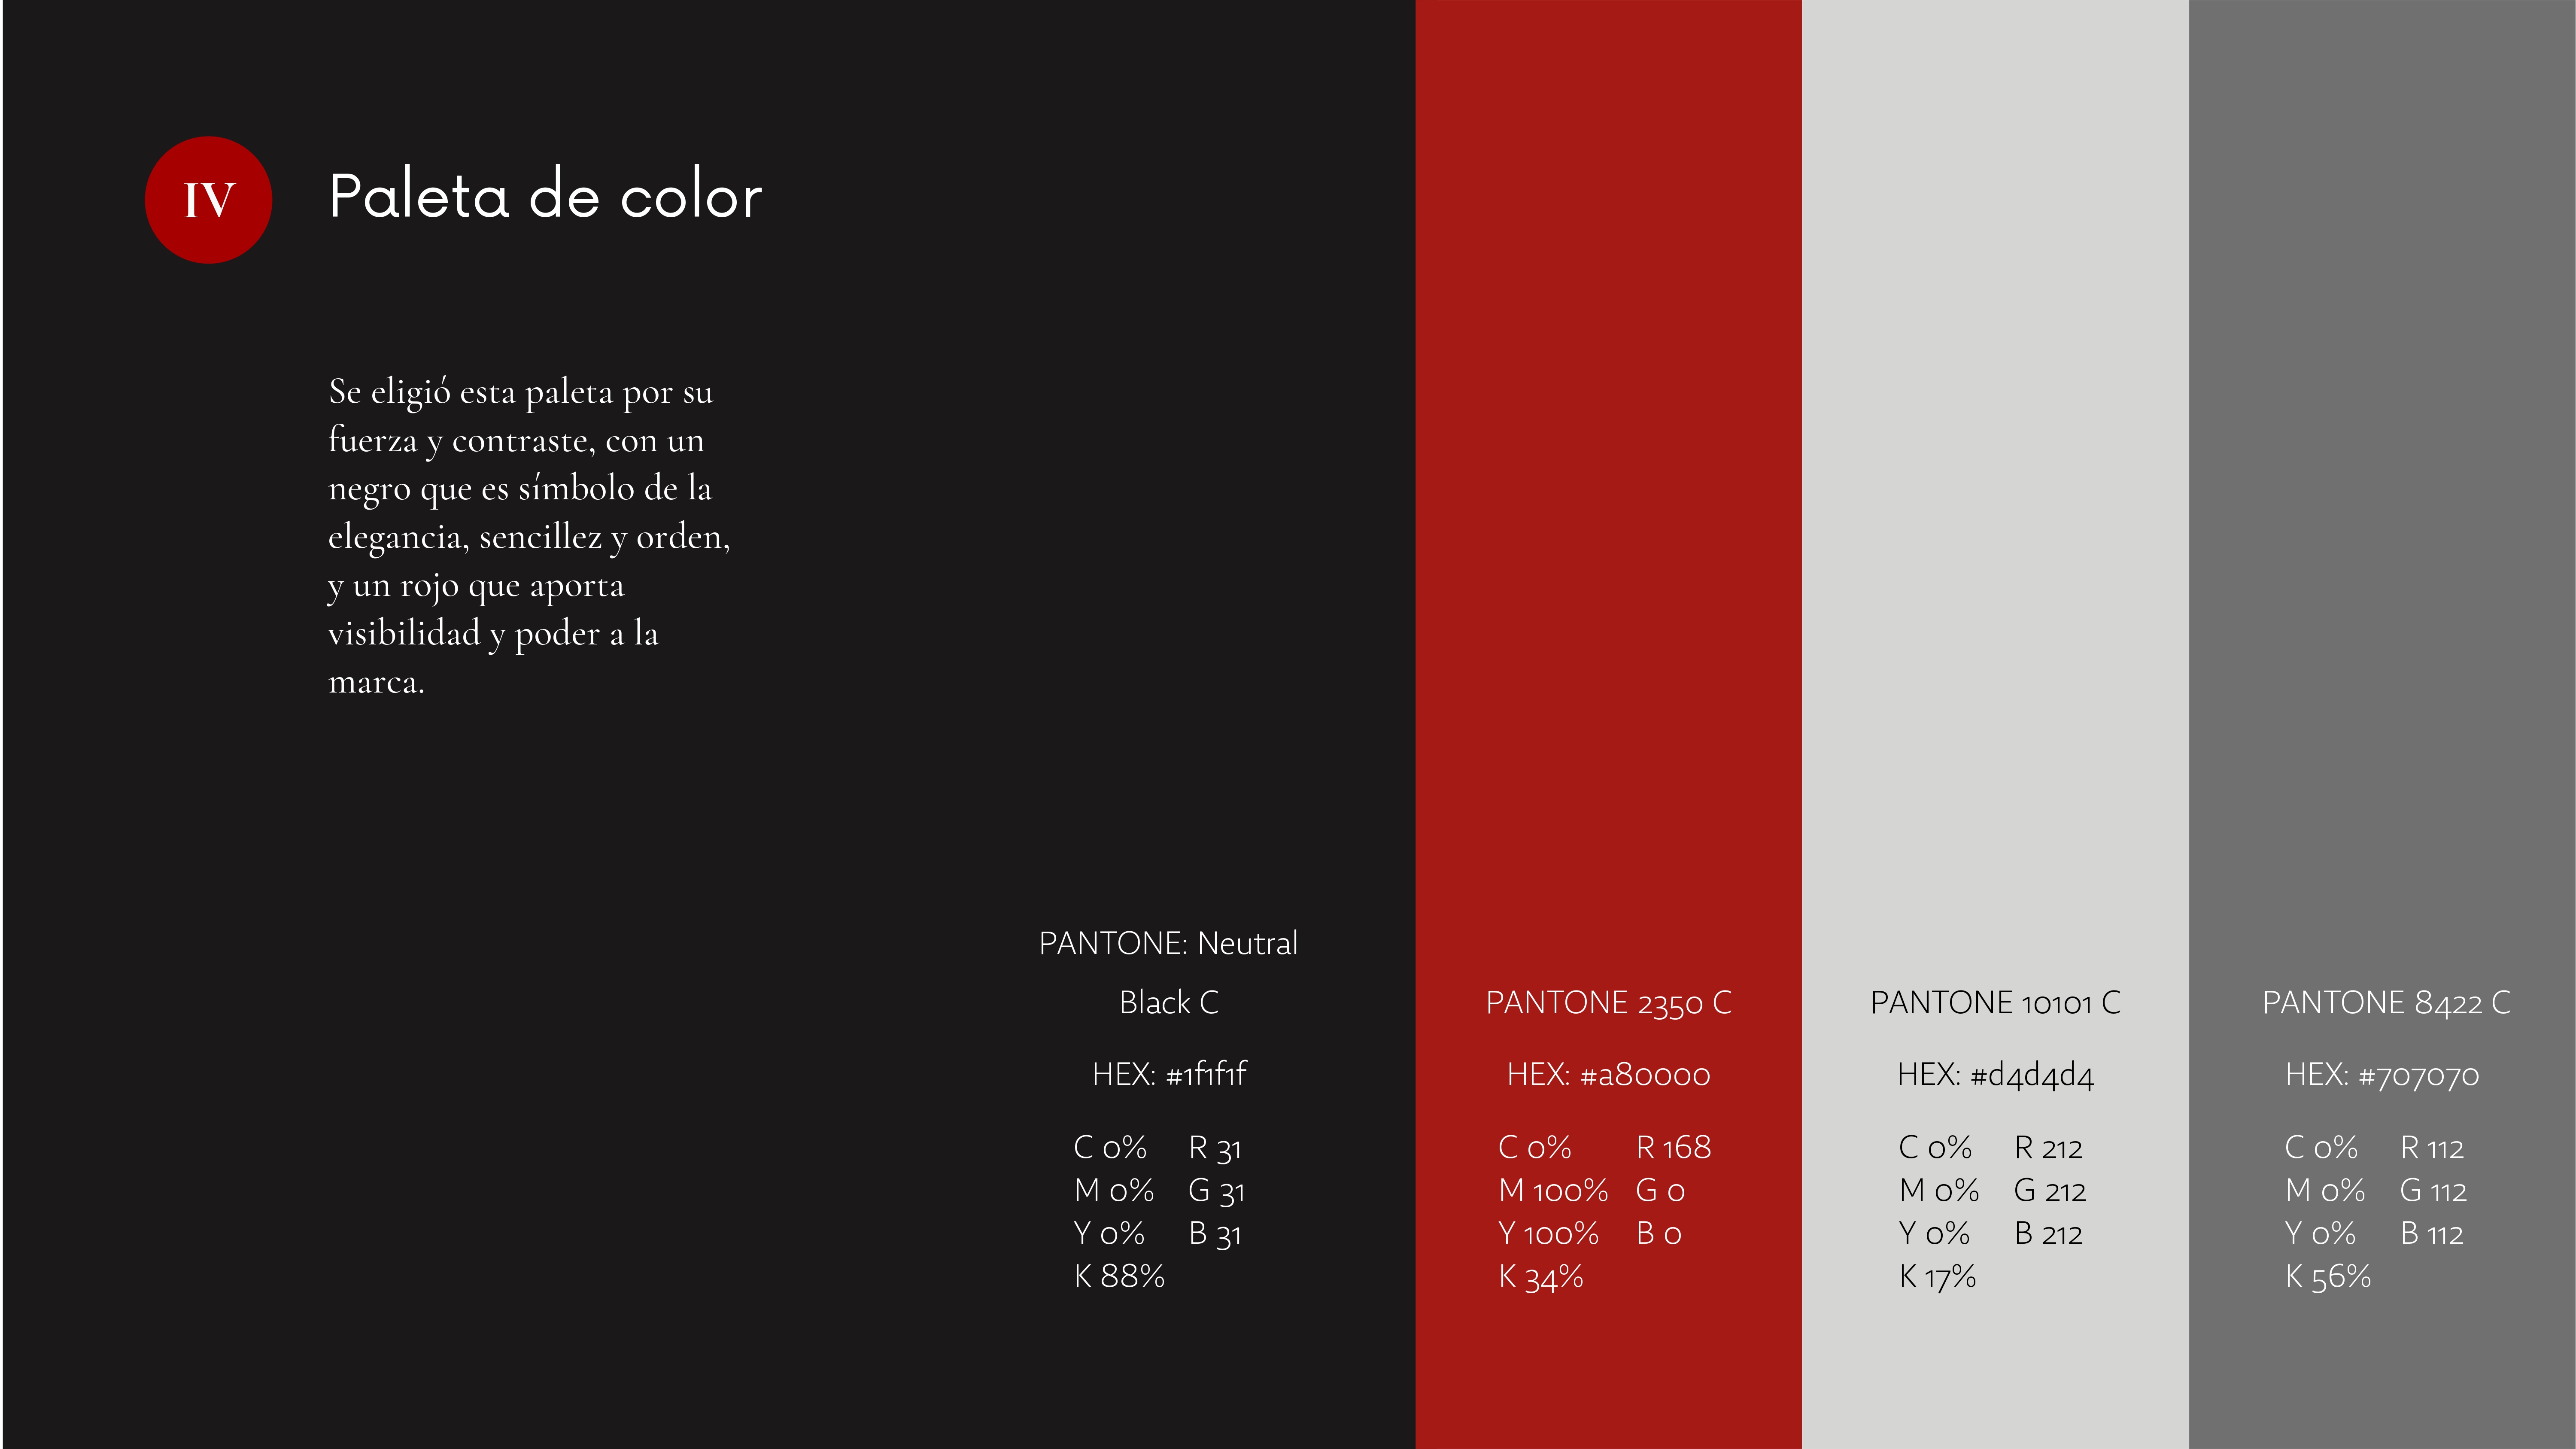 IV
Paleta de color
Se eligió esta paleta por su
fuerza y contraste, con un
negro que es símbolo de la
elegancia, sencillez y orden,
y un rojo que aporta
visibilidad y poder a la
marca.
PANTONE: Neutral
Black C
HEX: #1f1f1f
C 0% R 31
M 0% G 31
Y 0% B 31
K 88%
PANTONE 2350 C
HEX: #a80000
C 0% R 168
M 100% G 0
Y 100% B 0
K 34%
PANTONE 10101 C
HEX: #d4d4d4
C 0% R 212
M 0% G 212
Y 0% B 212
K 17%
PANTONE 8422 C
HEX: #707070
C 0% R 112
M 0% G 112
Y 0% B 112
K 56%